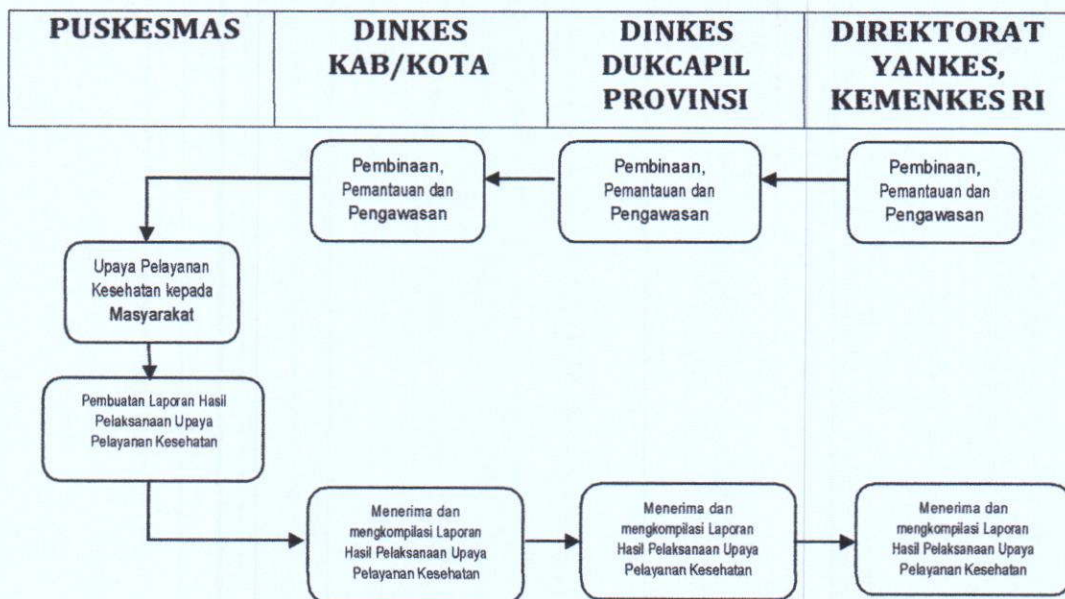 PUSKESMAS
DINKES
KAB/KOTA
DINKES
DUKCAPIL
PROVINSI
DIREKTORAT
YANKES,
KEMENKES RI
Pembinaan,
Pemantauan dan
Pengawasan
Pembinaan,
Pemantauan dan
Pengawasan
Pembinaan,
Pemantauan dan
Pengawasan
Upaya Pelayanan
Kesehatan kepada
Masyarakat
Pembuatan Laporan Hasil
Pelaksanaan Upaya
Pelayanan Kesehatan
Menerima dan
mengkompilasi Laporan
Hasil Pelaksanaan Upaya
Pelayanan Kesehatan
Menerima dan
mengkompilasi Laporan
Hasil Pelaksanaan Upaya
Pelayanan Kesehatan
Menerima dan
mengkompilasi Laporan
Hasil Pelaksanaan Upaya
Pelayanan Kesehatan